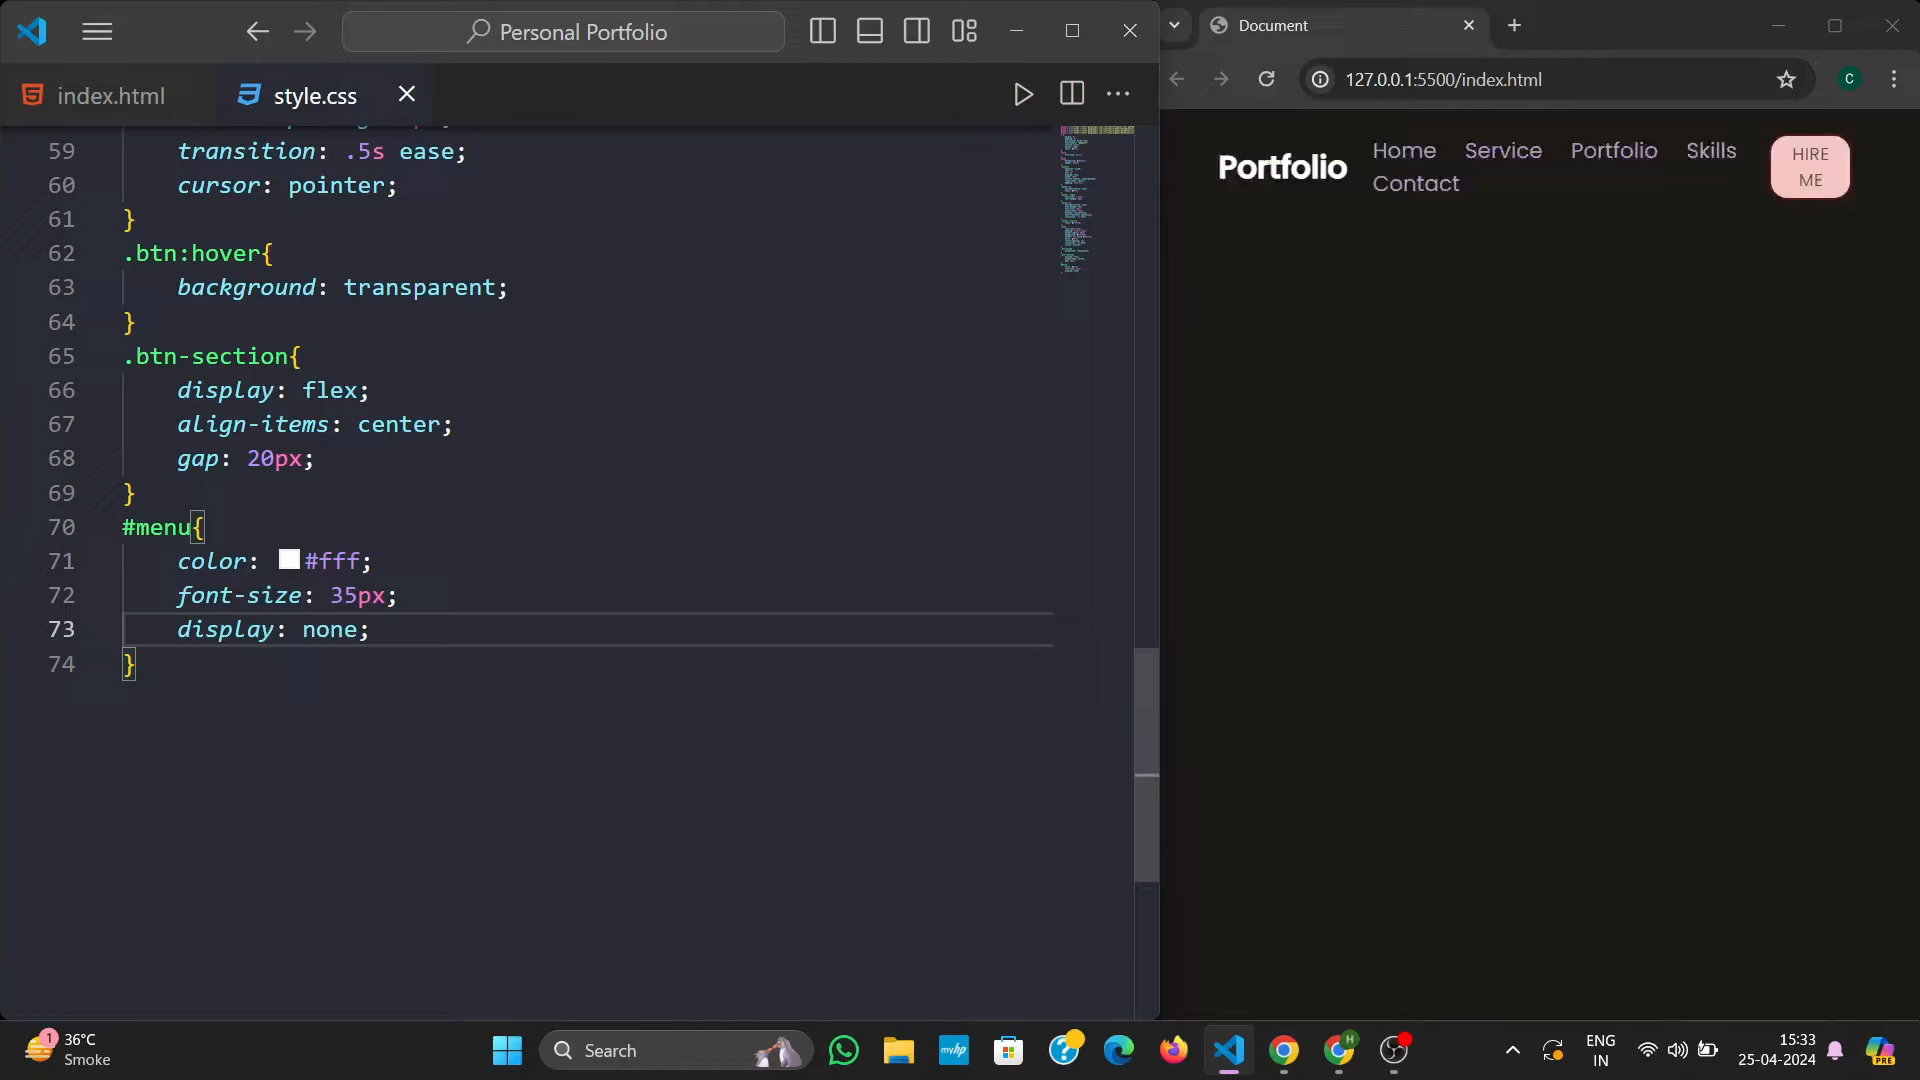 Personal Portfolio
index.html
style.css
59 transition: .5s ease;
60 cursor: pointer;
61 }
62 .btn:hover{
63 background: transparent;
64 }
65 .btn-section{
66 display: flex;
67 align-items: center;
68 gap: 20px;
69 }
70 #menu{
71 color: #fff;
72 font-size: 35px;
73 display: none;
74 }
Document
127.0.0.1:5500/index.html
C
Portfolio
Home Service Portfolio Skills
Contact
HIRE
ME
1
36°C
Smoke
Search
myhp
H
ENG
IN
15:33
25-04-2024
PRE